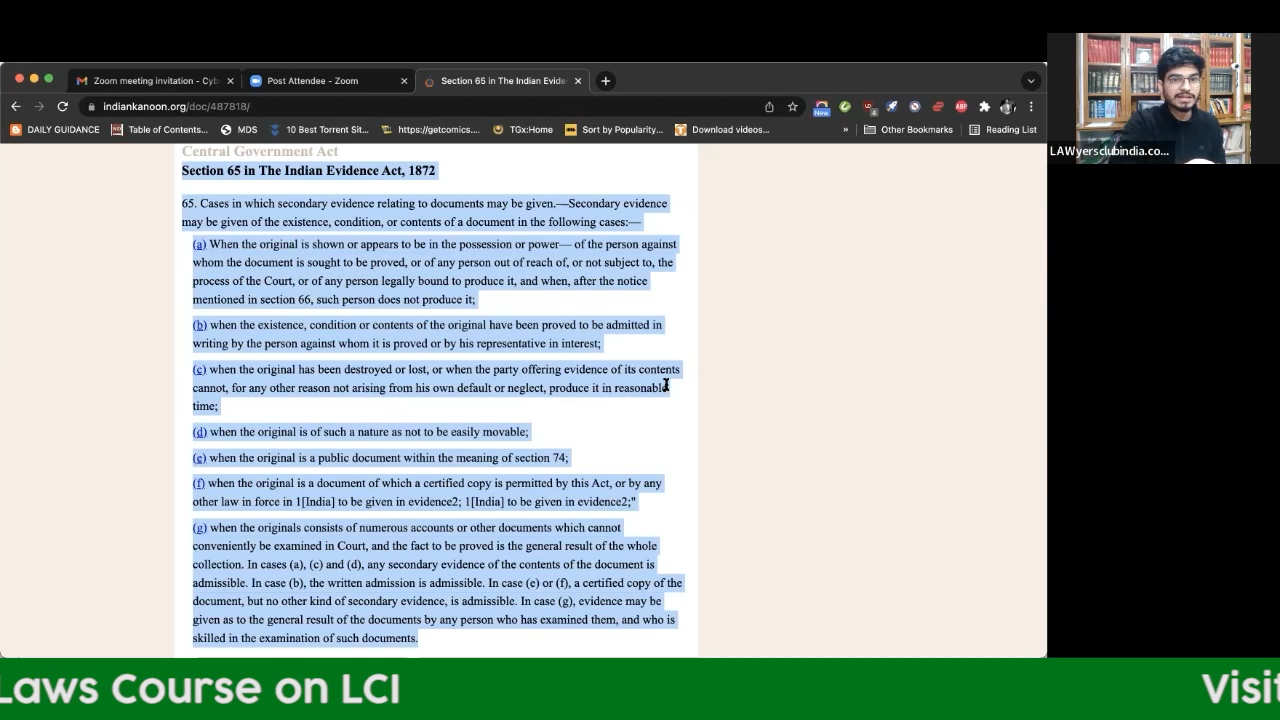 Zoom meeting invitation - Cyb
Post Attendee - Zoom
Section 65 in The Indian Evide
indiankanoon.org/doc/487818/
New
4
ABP
DAILY GUIDANCE
Table of Contents...
MDS
10 Best Torrent Sit...
https://getcomics....
TGx:Home
Sort by Popularity...
Download videos...
»
Other Bookmarks
Reading List
LAWyersclubindia.co...
Central Government Act
Section 65 in The Indian Evidence Act, 1872
65. Cases in which secondary evidence relating to documents may be given.—Secondary evidence
may be given of the existence, condition, or contents of a document in the following cases:—
(a) When the original is shown or appears to be in the possession or power— of the person against
whom the document is sought to be proved, or of any person out of reach of, or not subject to, the
process of the Court, or of any person legally bound to produce it, and when, after the notice
mentioned in section 66, such person does not produce it;
(b) when the existence, condition or contents of the original have been proved to be admitted in
writing by the person against whom it is proved or by his representative in interest;
(c) when the original has been destroyed or lost, or when the party offering evidence of its contents
cannot, for any other reason not arising from his own default or neglect, produce it in reasonable
time;
(d) when the original is of such a nature as not to be easily movable;
(e) when the original is a public document within the meaning of section 74;
(f) when the original is a document of which a certified copy is permitted by this Act, or by any
other law in force in 1[India] to be given in evidence2; 1[India] to be given in evidence2;"
(g) when the originals consists of numerous accounts or other documents which cannot
conveniently be examined in Court, and the fact to be proved is the general result of the whole
collection. In cases (a), (c) and (d), any secondary evidence of the contents of the document is
admissible. In case (b), the written admission is admissible. In case (e) or (f), a certified copy of the
document, but no other kind of secondary evidence, is admissible. In case (g), evidence may be
given as to the general result of the documents by any person who has examined them, and who is
skilled in the examination of such documents.
Laws Course on LCI
Visit